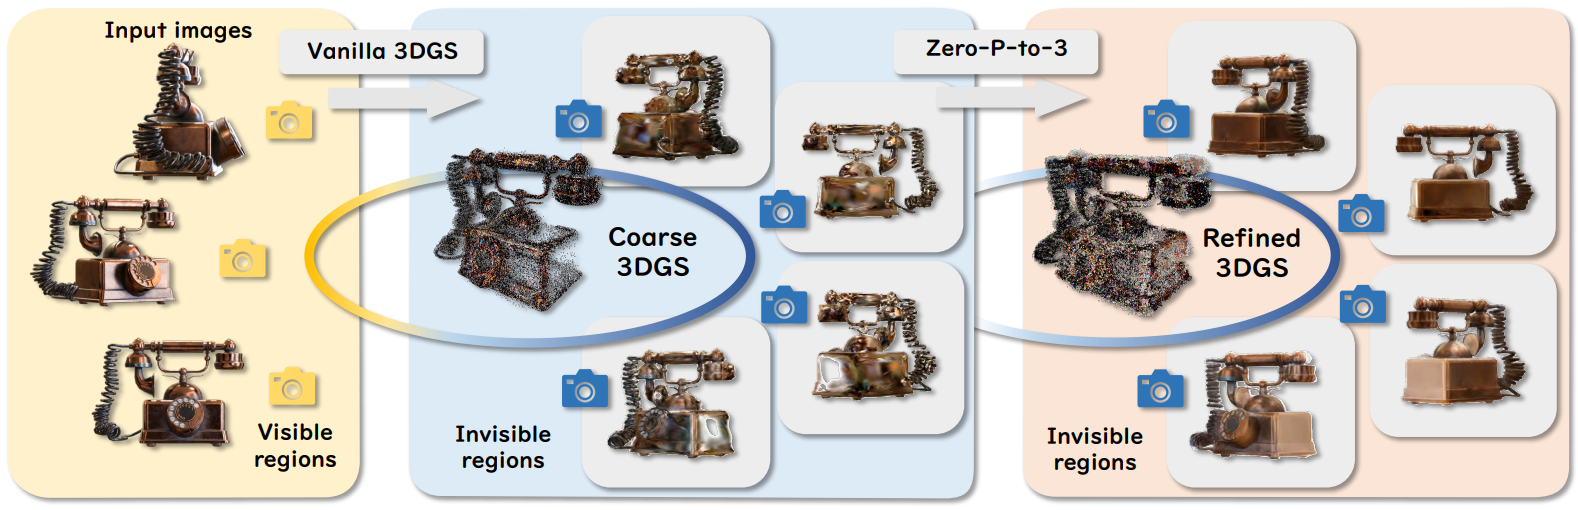 Input images
Vanilla 3DGS
Zero-P-to-3
Coarse
3DGS
Refined
3DGS
Visible
regions
Invisible
regions
Invisible
regions